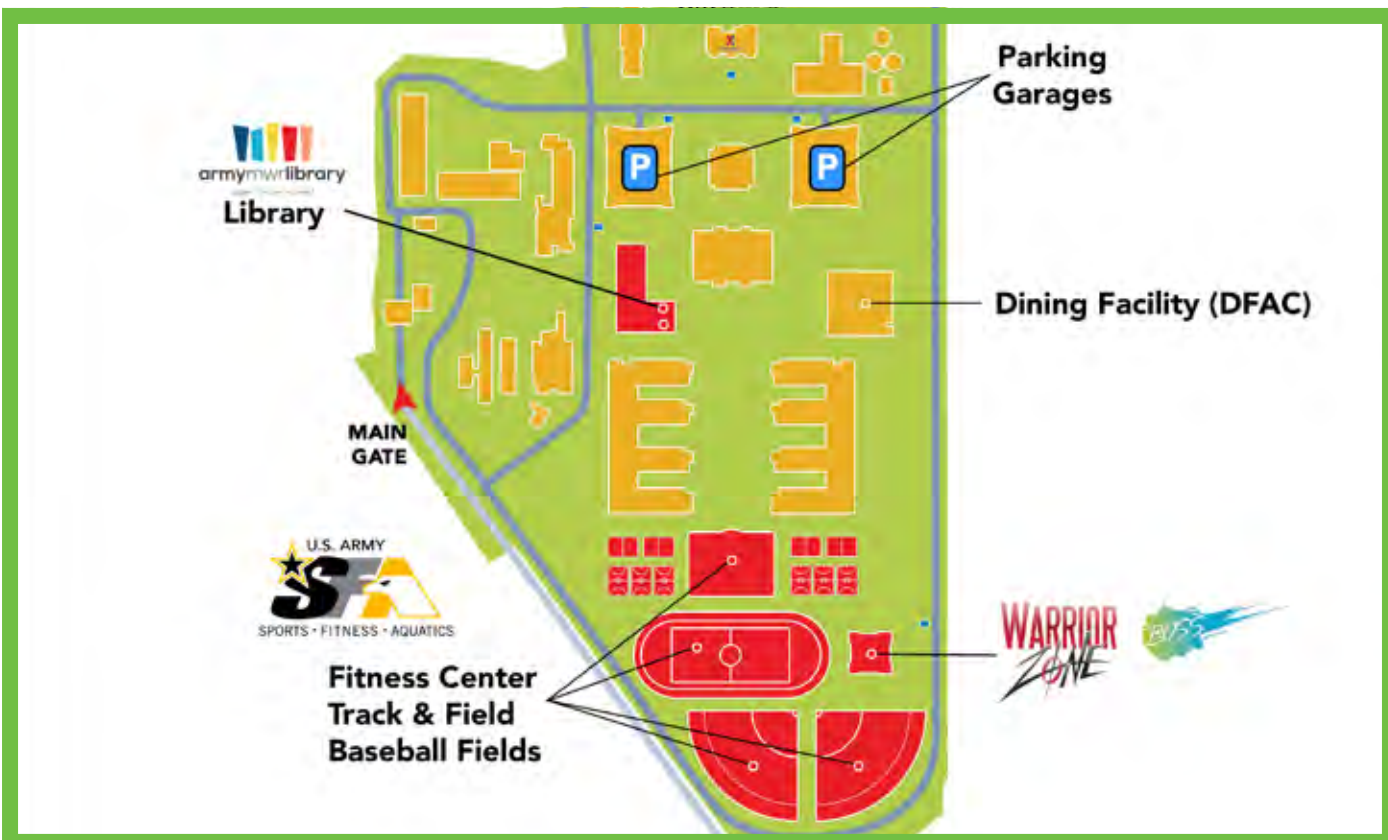 Parking
Garages
P
P
armymwrlibrary
Library
Dining Facility (DFAC)
MAIN
GATE
U.S. ARMY
SFA
SPORTS · FITNESS · AQUATICS
WARRIOR
ZONE
BOSS
Fitness Center
Track & Field
Baseball Fields